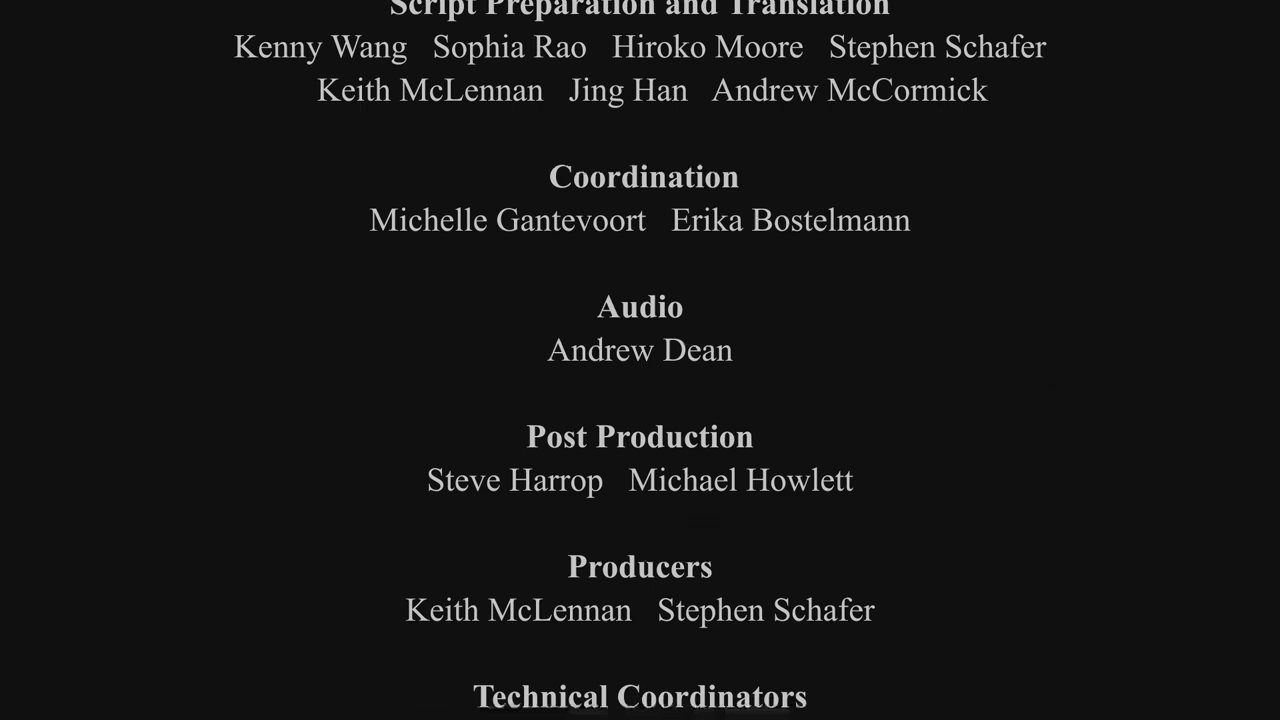 Script Preparation and Translation
Kenny Wang Sophia Rao Hiroko Moore Stephen Schafer
Keith McLennan Jing Han Andrew McCormick
Coordination
Michelle Gantevoort Erika Bostelmann
Audio
Andrew Dean
Post Production
Steve Harrop Michael Howlett
Producers
Keith McLennan Stephen Schafer
Technical Coordinators